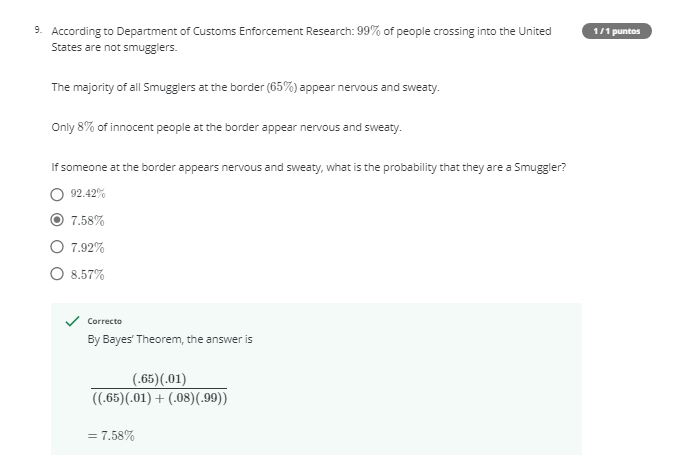 9. According to Department of Customs Enforcement Research: 99% of people crossing into the United
States are not smugglers.
1 / 1 puntos
The majority of all Smugglers at the border (65%) appear nervous and sweaty.
Only 8% of innocent people at the border appear nervous and sweaty.
If someone at the border appears nervous and sweaty, what is the probability that they are a Smuggler?
92.42%
7.58%
7.92%
8.57%
Correcto
By Bayes' Theorem, the answer is
(.65)(.01)
((.65)(.01) + (.08)(.99))
= 7.58%